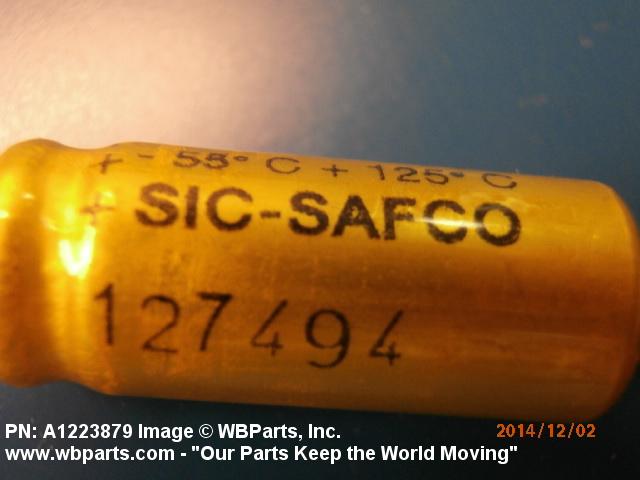 + - 55° C + 125° C
+ SIC-SAFCO
127494
PN: A1223879 Image © WBParts, Inc.
2014/12/02
www.wbparts.com - "Our Parts Keep the World Moving"